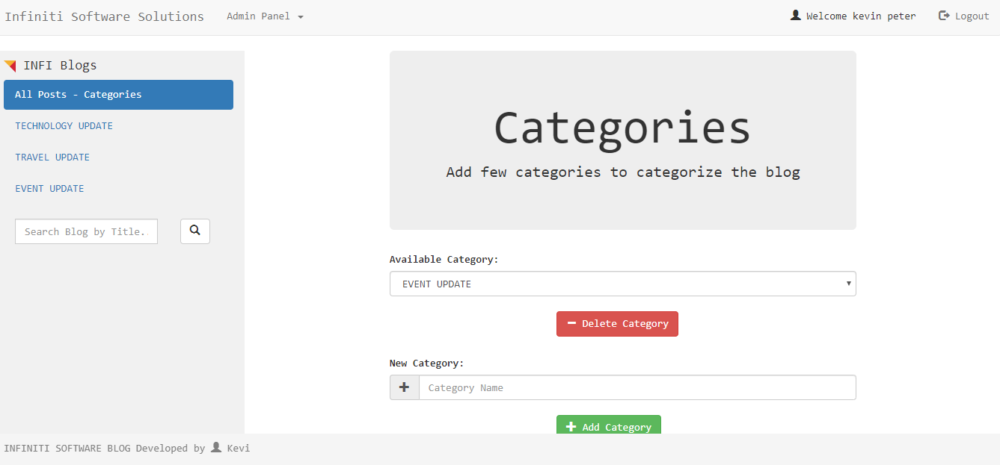 Infiniti Software Solutions
Admin Panel
Welcome kevin peter
Logout
INFI Blogs
All Posts - Categories
TECHNOLOGY UPDATE
TRAVEL UPDATE
EVENT UPDATE
Search Blog by Title.
Categories
Add few categories to categorize the blog
Available Category:
EVENT UPDATE
Delete Category
New Category:
Category Name
Add Category
INFINITI SOFTWARE BLOG Developed by Kevi